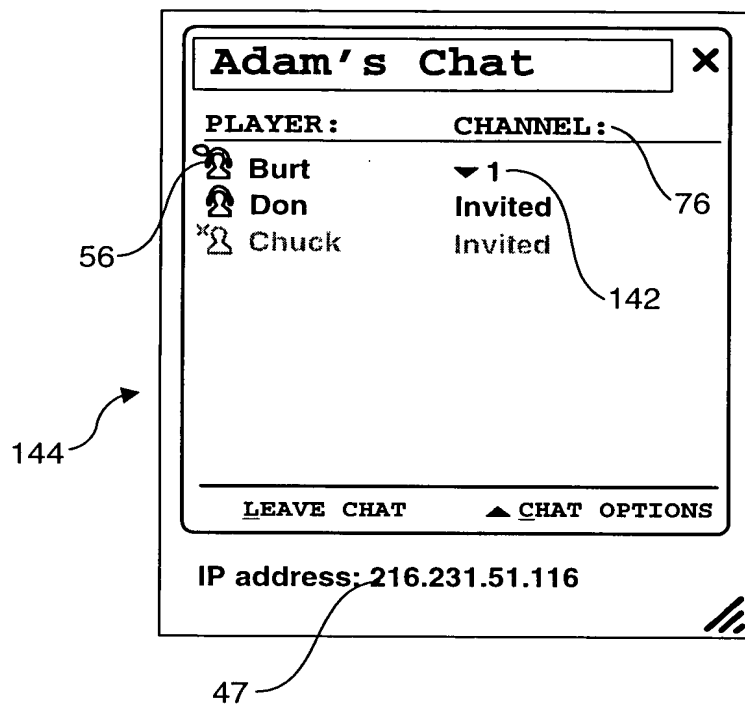 Adam's Chat ×
PLAYER: CHANNEL:
Burt ▼ 1
Don Invited
Chuck Invited
76
56
142
144
LEAVE CHAT ▲ CHAT OPTIONS
IP address: 216.231.51.116
47